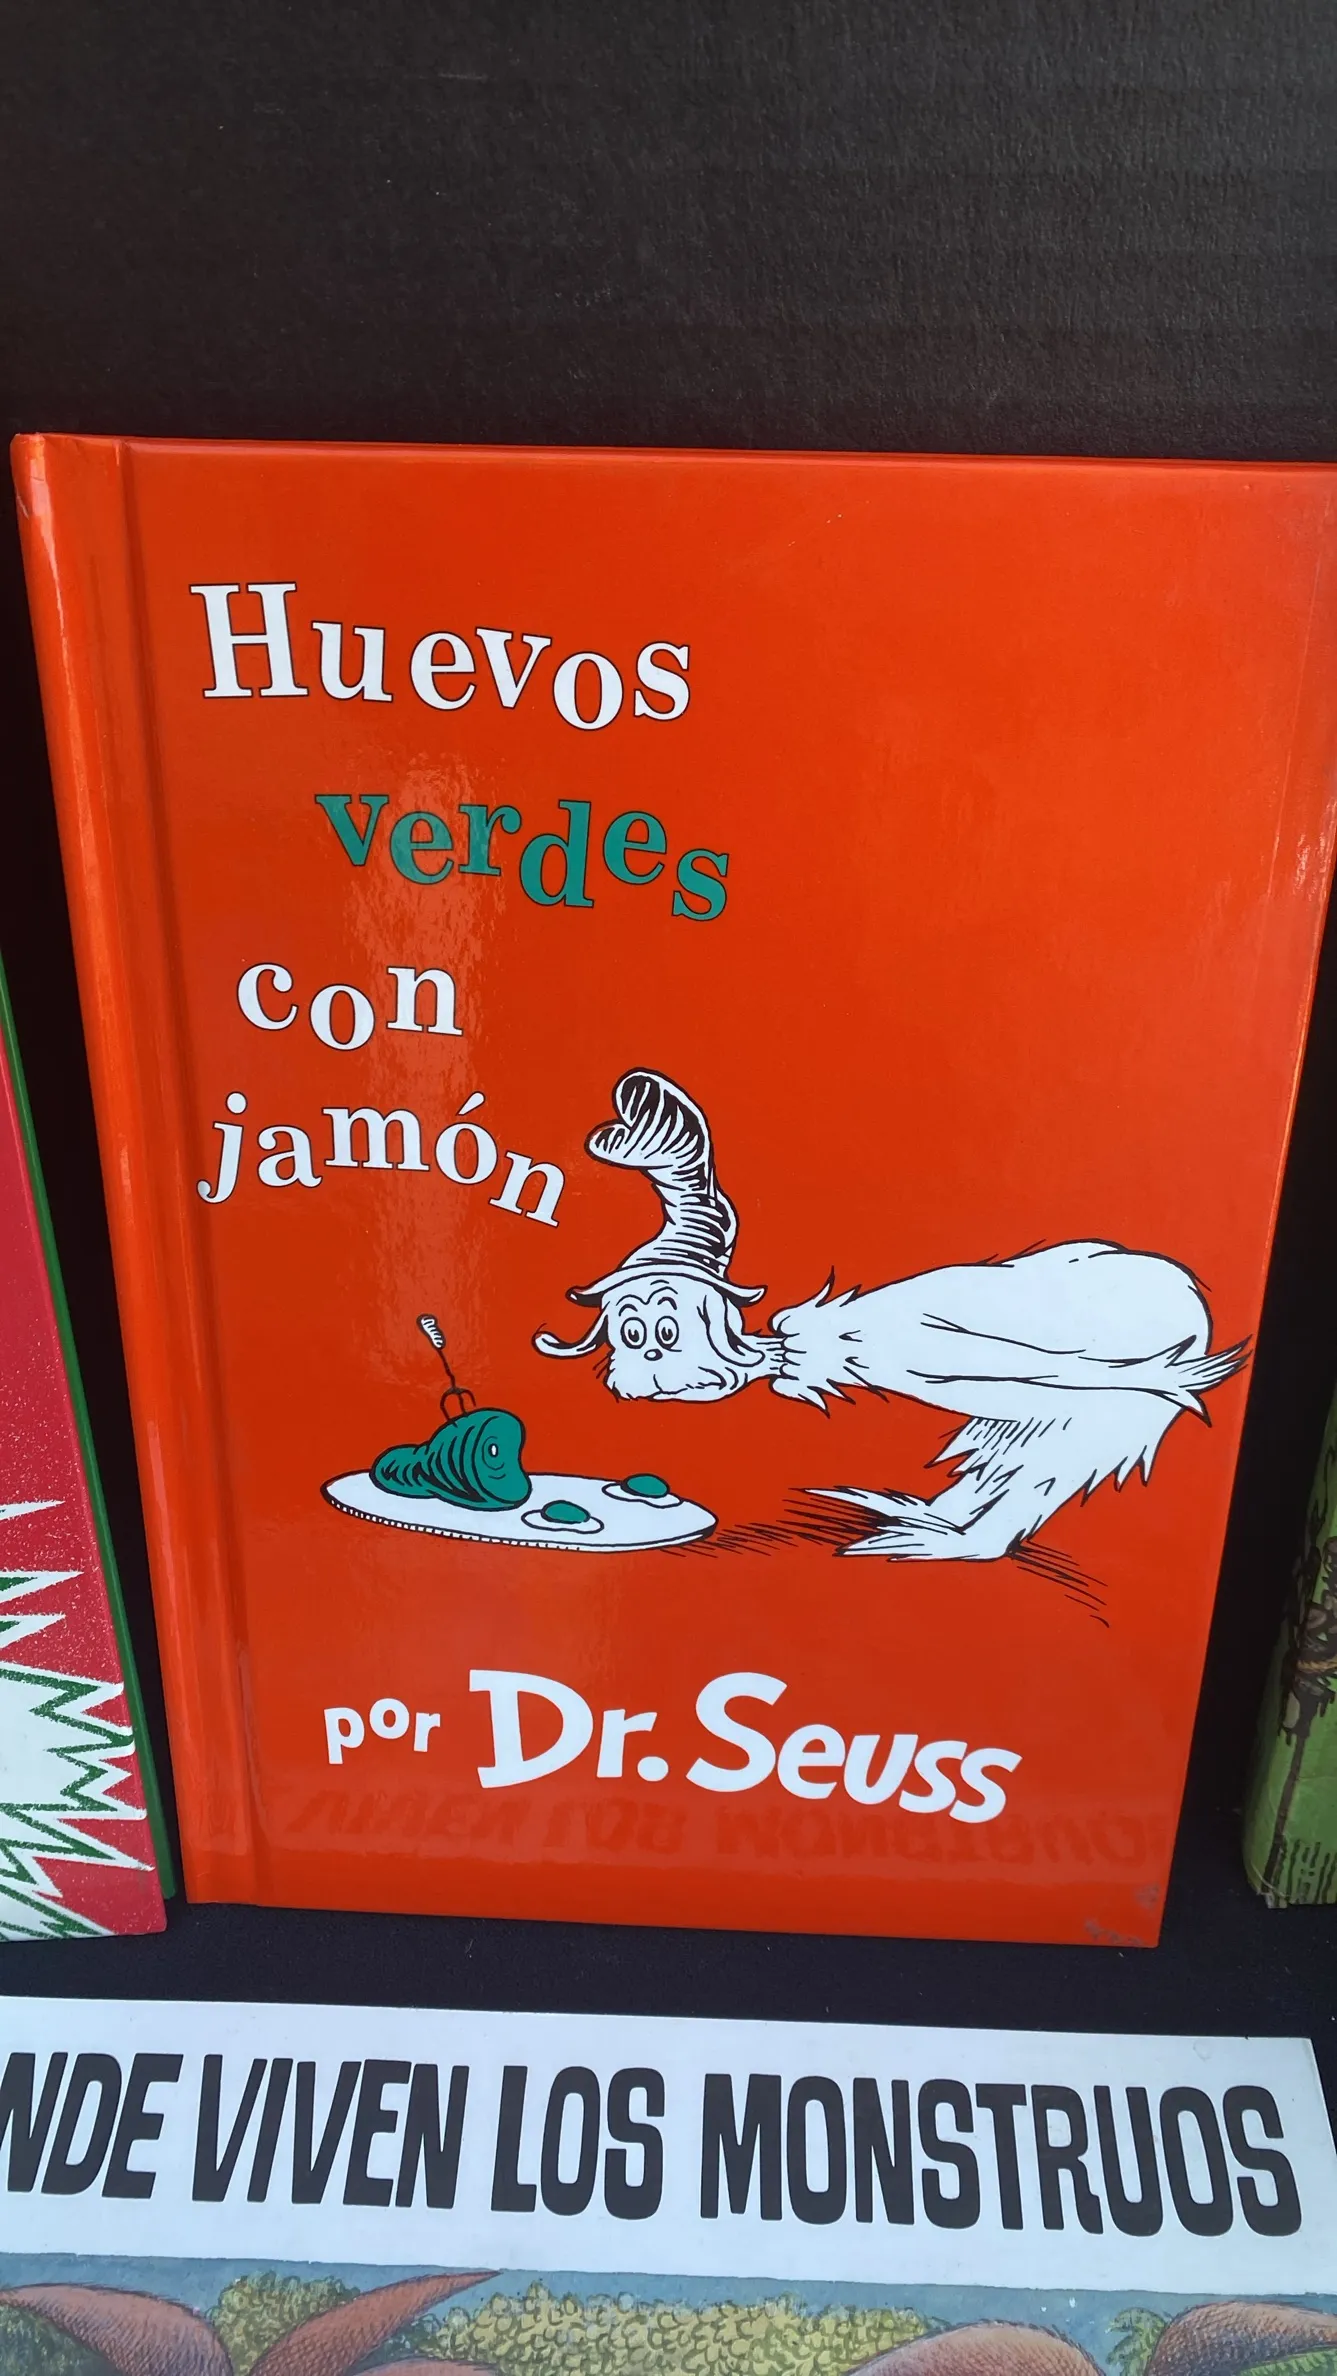 Huevos
verdes
con
jamón
por Dr. Seuss
NDE VIVEN LOS MONSTRUOS